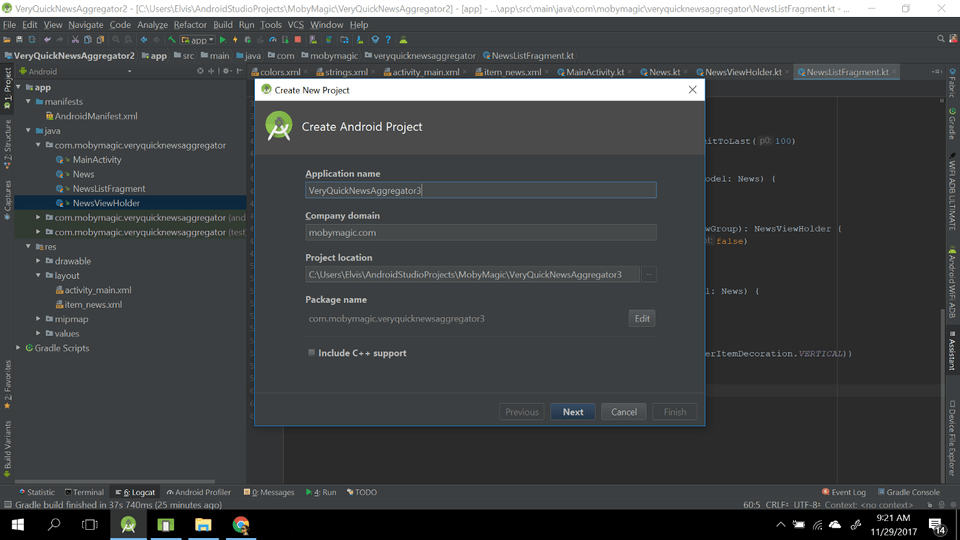 VeryQuickNewsAggregator2 - [C:\Users\Elvis\AndroidStudioProjects\MobyMagic\VeryQuickNewsAggregator2] - [app] - ...\app\src\main\java\com\mobymagic\veryquicknewsaggregator\NewsListFragment.kt - ...
File Edit View Navigate Code Analyze Refactor Build Run Tools VCS Window Help
app
VeryQuickNewsAggregator2 app src main java com mobymagic veryquicknewsaggregator NewsListFragment.kt
Android
colors.xml strings.xml activity_main.xml item_news.xml MainActivity.kt News.kt NewsViewHolder.kt NewsListFragment.kt
1: Project
Z: Structure
Captures
2: Favorites
Build Variants
app
manifests
AndroidManifest.xml
java
com.mobymagic.veryquicknewsaggregator
MainActivity
News
NewsListFragment
NewsViewHolder
com.mobymagic.veryquicknewsaggregator (and
com.mobymagic.veryquicknewsaggregator (test
res
drawable
layout
activity_main.xml
item_news.xml
mipmap
values
Gradle Scripts
Create New Project
Create Android Project
Application name
VeryQuickNewsAggregator3
Company domain
mobymagic.com
Project location
C:\Users\Elvis\AndroidStudioProjects\MobyMagic\VeryQuickNewsAggregator3
...
Package name
com.mobymagic.veryquicknewsaggregator3
Edit
Include C++ support
Previous Next Cancel Finish
mitToLast( p0: 100)
model: News) {
wGroup): NewsViewHolder {
false)
l: News) {
erItemDecoration.VERTICAL))
Fabric
Gradle
WiFi ADB ULTIMATE
Android WiFi ADB
Assistant
Device File Explorer
Statistic Terminal 6: Logcat Android Profiler 0: Messages 4: Run TODO Event Log Gradle Console
Gradle build finished in 37s 740ms (25 minutes ago) 60:5 CRLF÷ UTF-8÷ Context: <no context>
9:21 AM
11/29/2017
14